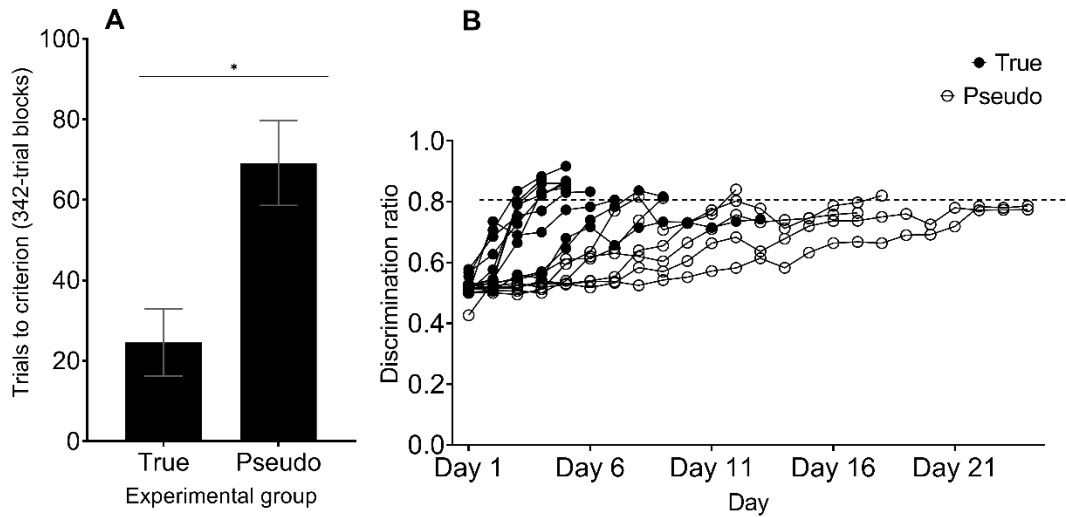 A
Trials to criterion (342-trial blocks)
100
80
60
40
20
0
*
True
Pseudo
Experimental group
B
True
Pseudo
Discrimination ratio
1.0
0.8
0.6
0.4
0.2
0.0
Day 1
Day 6
Day 11
Day 16
Day 21
Day